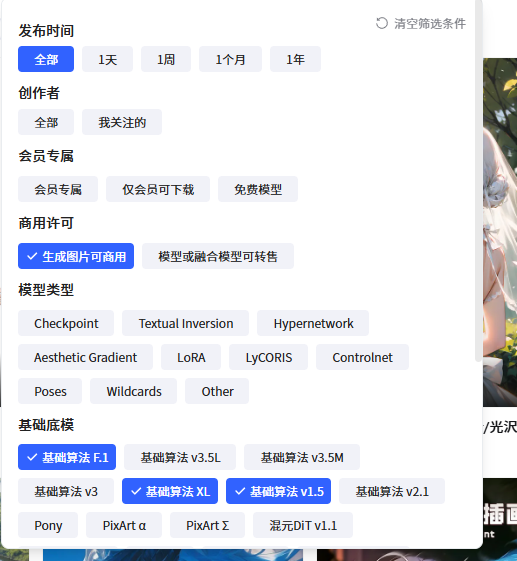 发布时间 清空筛选条件
全部 1天 1周 1个月 1年
创作者
全部 我关注的
会员专属
会员专属 仅会员可下载 免费模型
商用许可
生成图片可商用 模型或融合模型可转售
模型类型
Checkpoint Textual Inversion Hypernetwork
Aesthetic Gradient LoRA LyCORIS Controlnet
Poses Wildcards Other
基础底模
/光沢
基础算法 F.1 基础算法 v3.5L 基础算法 v3.5M
基础算法 v3 基础算法 XL 基础算法 v1.5 基础算法 v2.1
插画
Pony PixArt α PixArt Σ 混元DiT v1.1